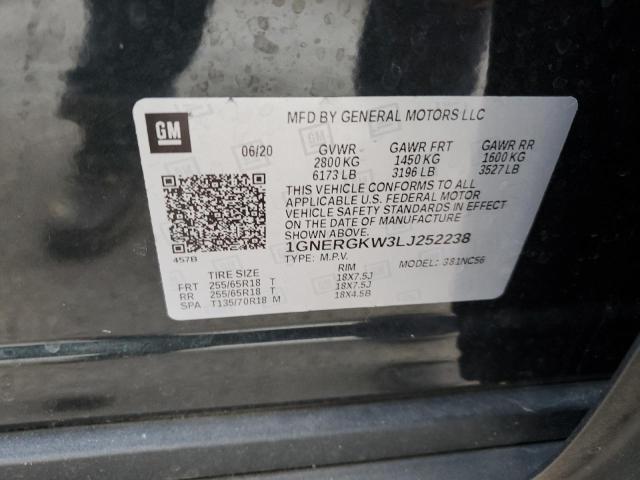 GM
MFD BY GENERAL MOTORS LLC
06/20 GVWR GAWR FRT GAWR RR
2800 KG 1450 KG 1600 KG
6173 LB 3196 LB 3527 LB
THIS VEHICLE CONFORMS TO ALL
APPLICABLE U.S. FEDERAL MOTOR
VEHICLE SAFETY STANDARDS IN EFFECT
ON THE DATE OF MANUFACTURE
SHOWN ABOVE.
457B 1GNERGKW3LJ252238
TYPE: M.P.V. MODEL: 381NC56
TIRE SIZE RIM
FRT 255/65R18 T 18X7.5J
RR 255/65R18 T 18X7.5J
SPA T135/70R18 M 18X4.5B